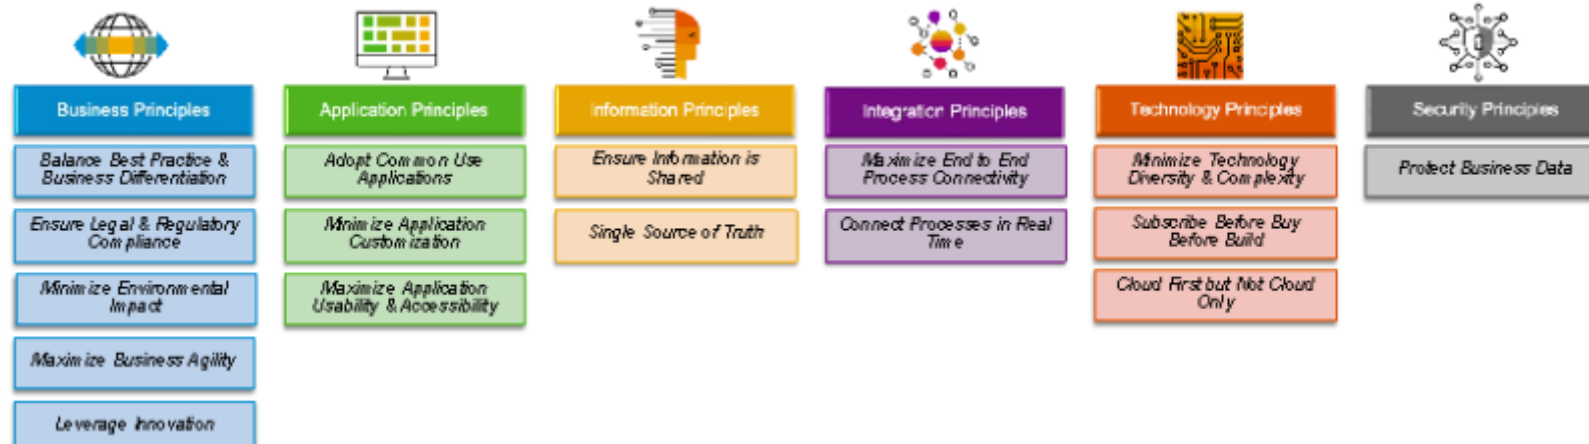 Business Principles
Balance Best Practice &
Business Differentiation
Ensure Legal & Regulatory
Compliance
Minimize Environmental
Impact
Maximize Business Agility
Leverage Innovation
Application Principles
Adopt Common Use
Applications
Minimize Application
Customization
Maximize Application
Usability & Accessibility
Information Principles
Ensure Information is
Shared
Single Source of Truth
Integration Principles
Maximize End to End
Process Connectivity
Connect Processes in Real
Time
Technology Principles
Minimize Technology
Diversity & Complexity
Subscribe Before Buy
Before Build
Cloud First but Not Cloud
Only
Security Principles
Protect Business Data